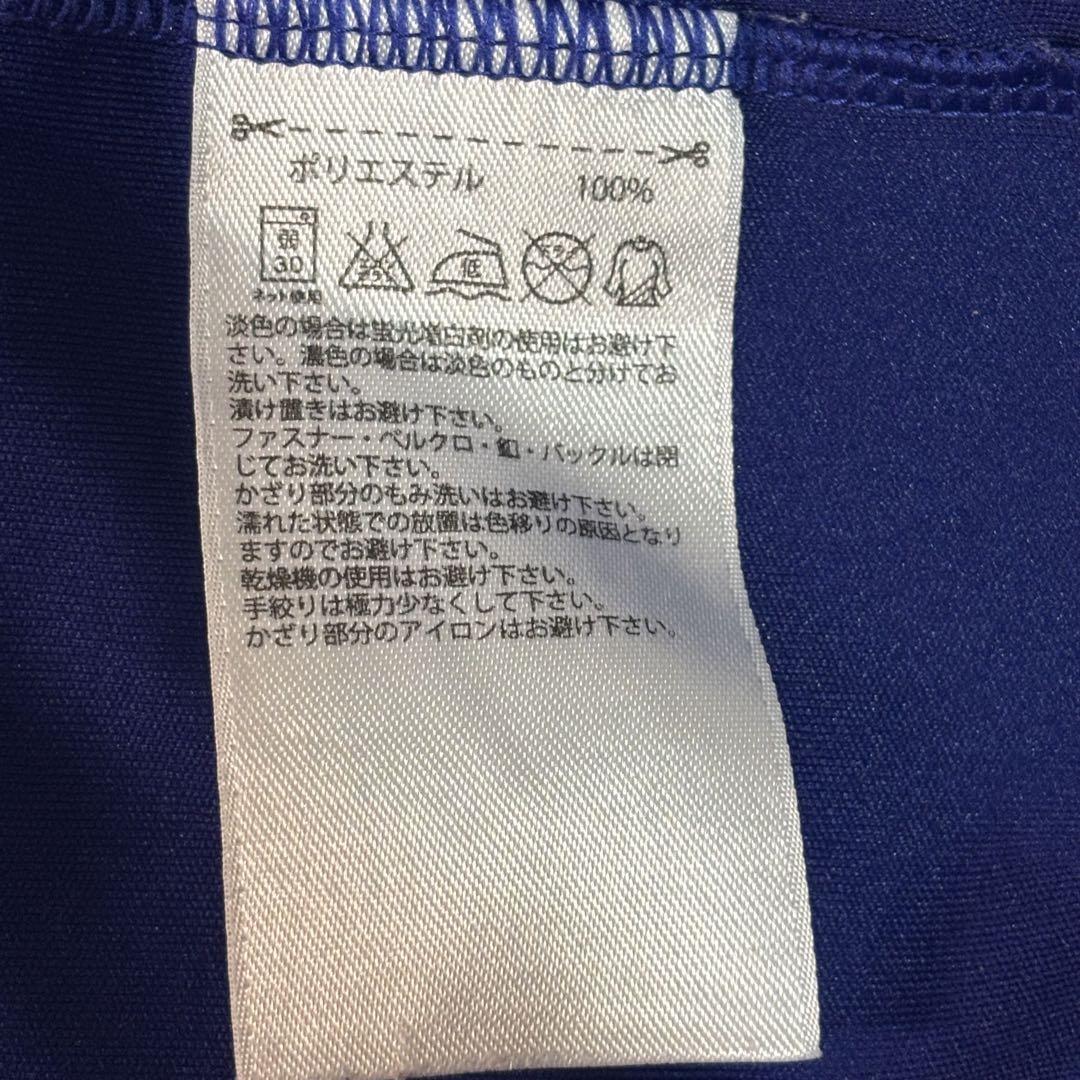 ポリエステル 100%
弱
30
ネット使用
低
淡色の場合は蛍光増白剤の使用はお避け下
さい。濃色の場合は淡色のものと分けてお
洗い下さい。
漬け置きはお避け下さい。
ファスナー・ベルクロ・釦・バックルは閉
じてお洗い下さい。
かざり部分のもみ洗いはお避け下さい。
濡れた状態での放置は色移りの原因となり
ますのでお避け下さい。
乾燥機の使用はお避け下さい。
手絞りは極力少なくして下さい。
かざり部分のアイロンはお避け下さい。